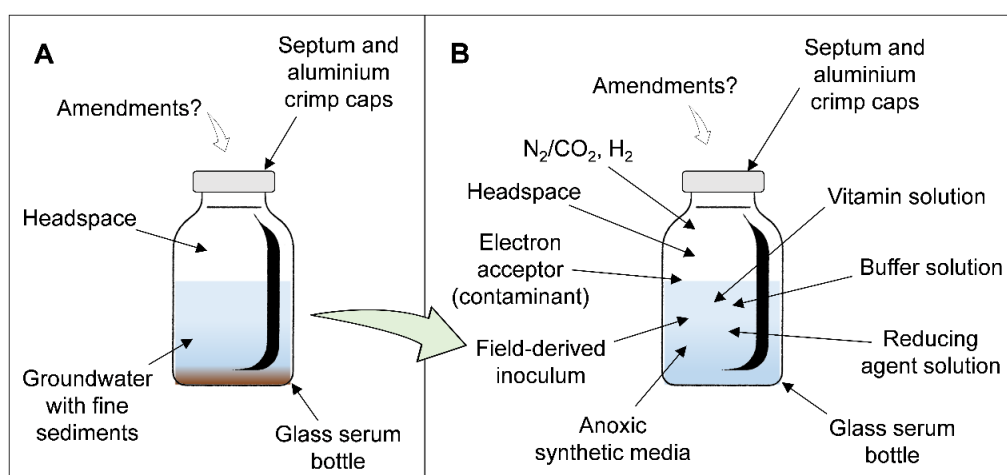 A
Septum and
aluminium
crimp caps
Amendments?
Headspace
Groundwater
with fine
sediments
Glass serum
bottle
B
Septum and
aluminium
crimp caps
Amendments?
N₂/CO₂, H₂
Headspace
Vitamin solution
Electron
acceptor
(contaminant)
Buffer solution
Field-derived
inoculum
Reducing
agent solution
Anoxic
synthetic media
Glass serum
bottle